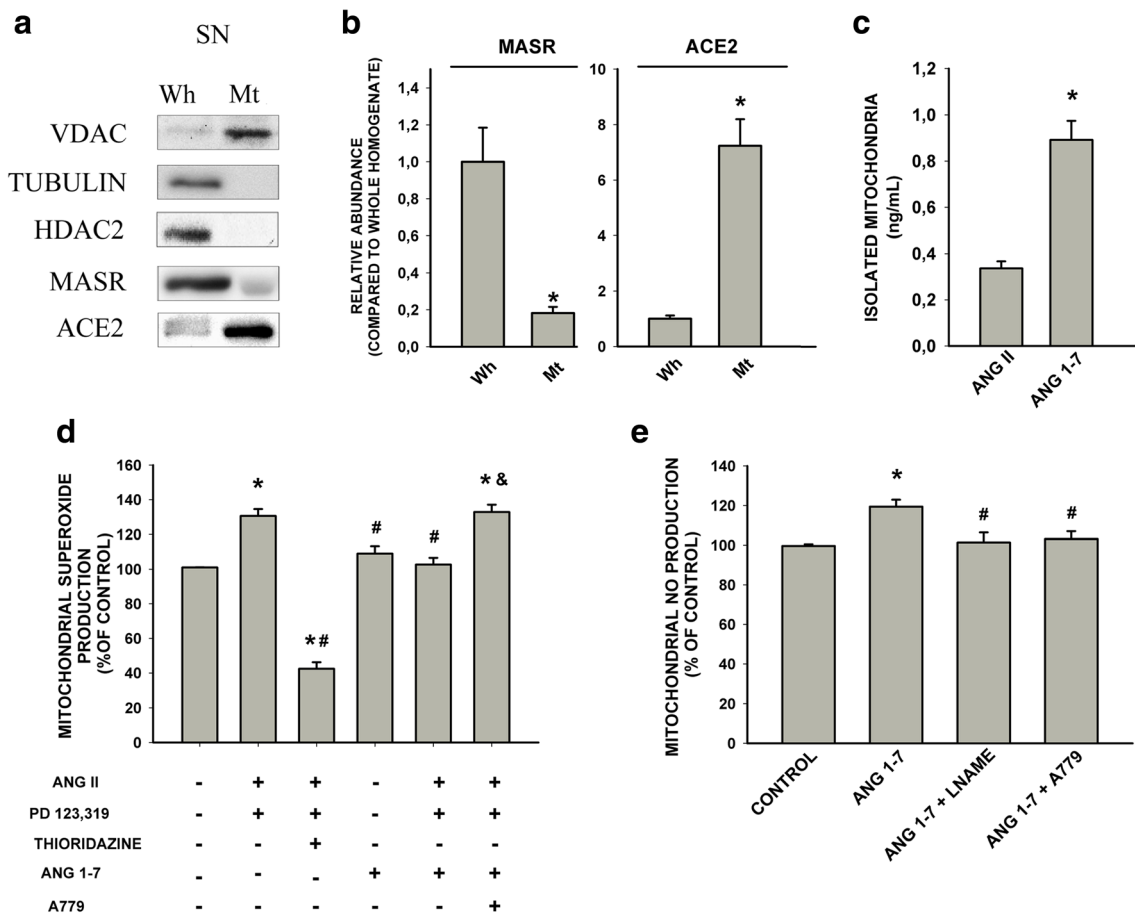 a
SN
Wh Mt
VDAC
TUBULIN
HDAC2
MASR
ACE2
b
MASR ACE2
RELATIVE ABUNDANCE
(COMPARED TO WHOLE HOMOGENATE)
1,4
1,2
1,0
0,8
0,6
0,4
0,2
0,0
*
Wh Mt
10
8
6
4
2
0
*
Wh Mt
c
ISOLATED MITOCHONDRIA
(ng/mL)
1,2
1,0
0,8
0,6
0,4
0,2
0,0
*
ANG II ANG 1-7
d
MITOCHONDRIAL SUPEROXIDE
PRODUCTION
(%OF CONTROL)
160
140
120
100
80
60
40
20
0
* *# # # * &
ANG II - + + - + +
PD 123,319 - + + - + +
THIORIDAZINE - - + - - -
ANG 1-7 - - - + + +
A779 - - - - - +
e
MITOCHONDRIAL NO PRODUCTION
(% OF CONTROL)
140
120
100
80
60
40
20
0
* # #
CONTROL ANG 1-7 ANG 1-7 + LNAME ANG 1-7 + A779